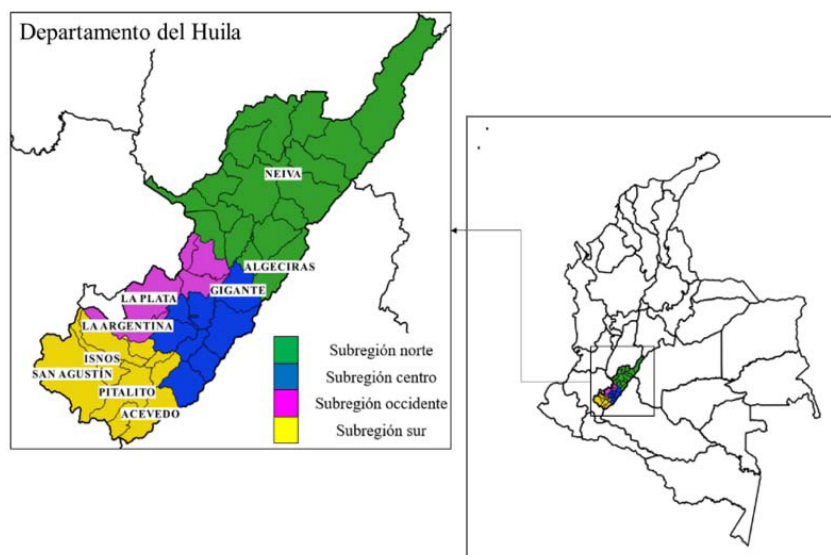 Departamento del Huila
NEIVA
ALGECIRAS
GIGANTE
LA PLATA
LA ARGENTINA
ISNOS
SAN AGUSTÍN
PITALITO
ACEVEDO
Subregión norte
Subregión centro
Subregión occidente
Subregión sur